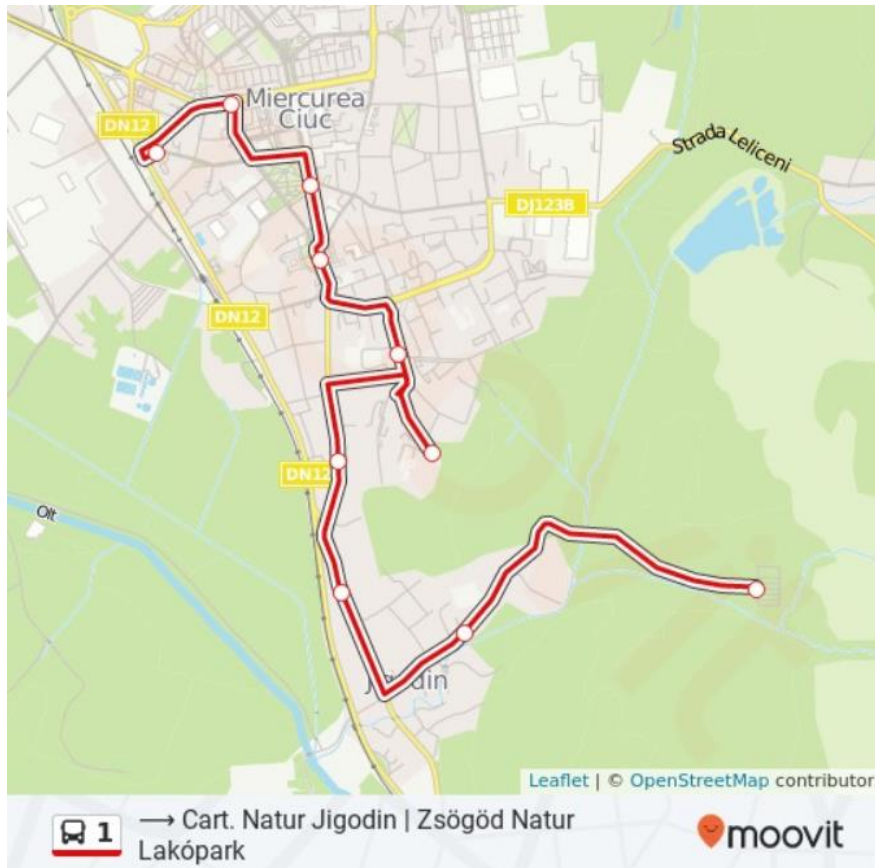 Miercurea
Ciuc
DN12
Strada Leliceni
DJ123B
DN12
DN12
Olt
Jigodin
Leaflet | © OpenStreetMap contributor
1 → Cart. Natur Jigodin | Zsögöd Natur
Lakópark
moovit